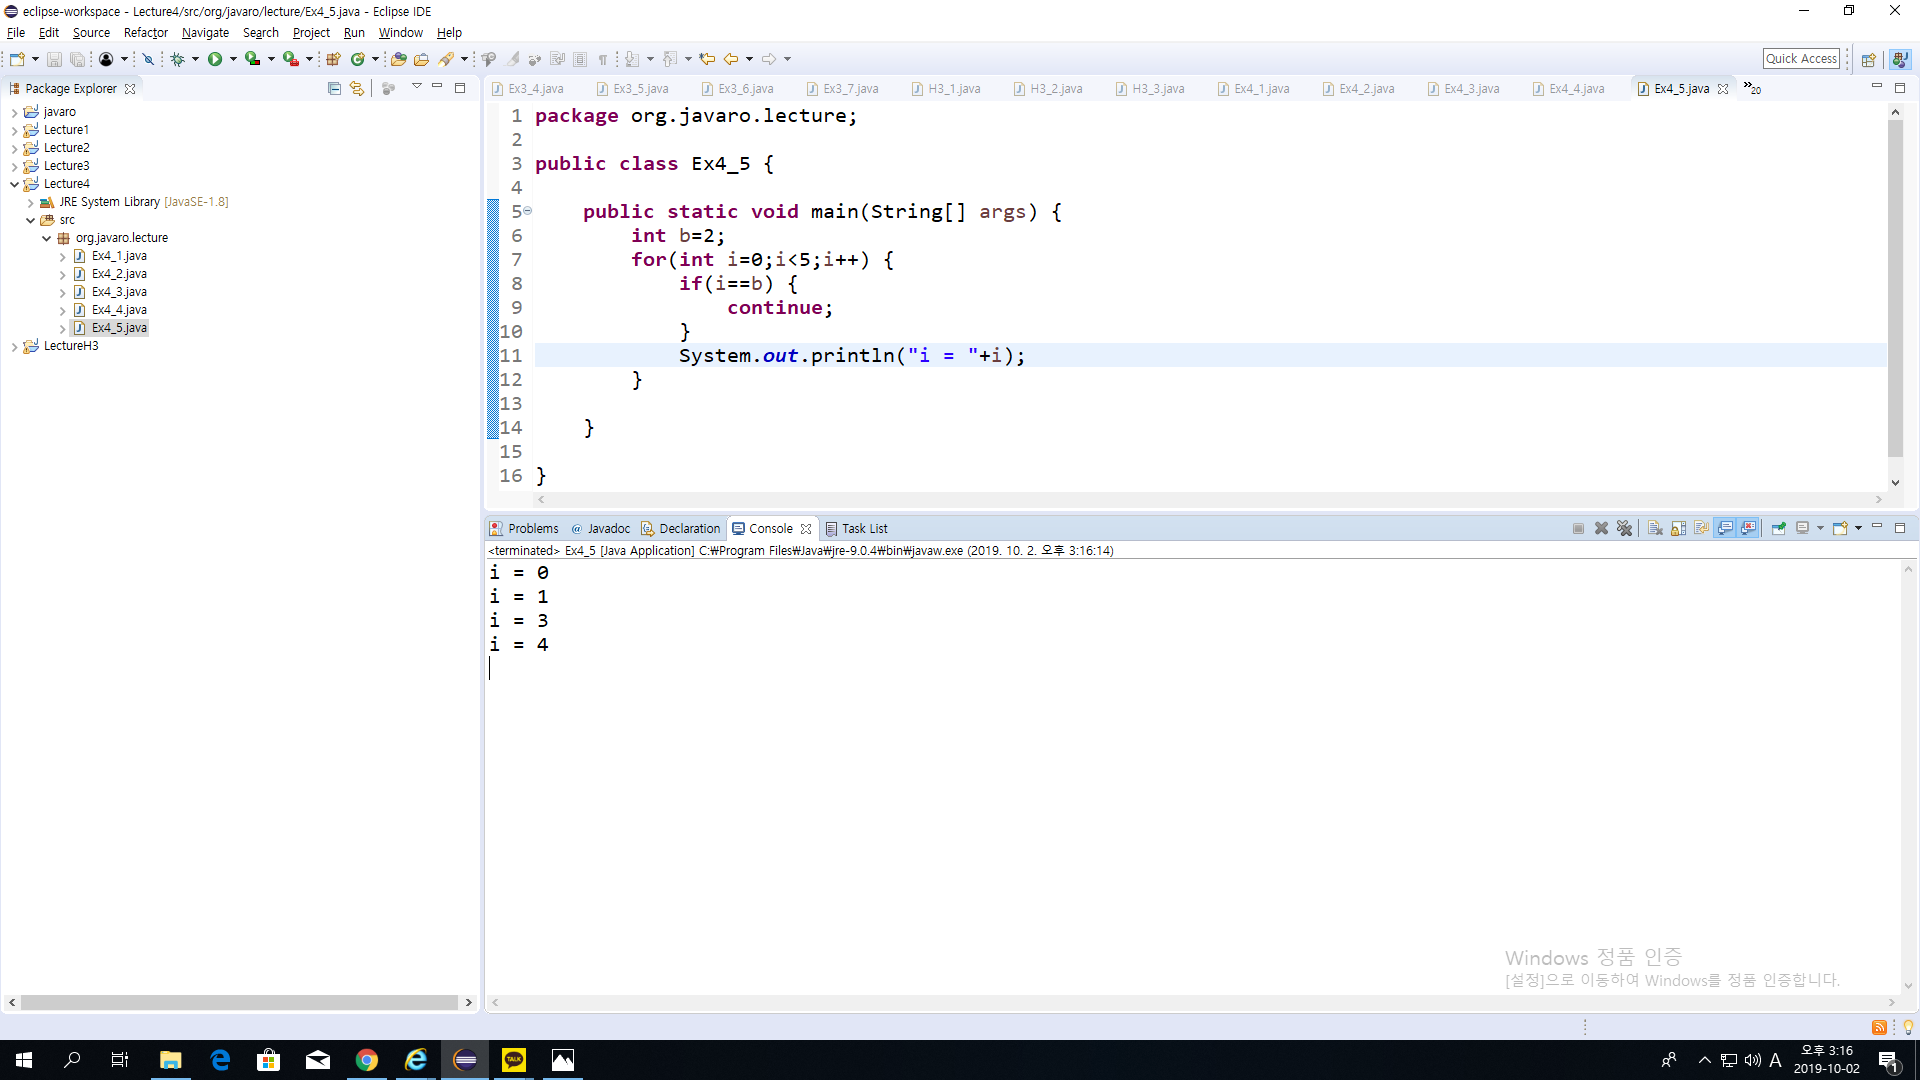 eclipse-workspace - Lecture4/src/org/javaro/lecture/Ex4_5.java - Eclipse IDE
File Edit Source Refactor Navigate Search Project Run Window Help
Quick Access
Package Explorer
Ex3_4.java Ex3_5.java Ex3_6.java Ex3_7.java H3_1.java H3_2.java H3_3.java Ex4_1.java Ex4_2.java Ex4_3.java Ex4_4.java Ex4_5.java »20
javaro
Lecture1
Lecture2
Lecture3
Lecture4
JRE System Library [JavaSE-1.8]
src
org.javaro.lecture
Ex4_1.java
Ex4_2.java
Ex4_3.java
Ex4_4.java
Ex4_5.java
LectureH3
1 package org.javaro.lecture;
2
3 public class Ex4_5 {
4
5 public static void main(String[] args) {
6 int b=2;
7 for(int i=0;i<5;i++) {
8 if(i==b) {
9 continue;
10 }
11 System.out.println("i = "+i);
12 }
13
14 }
15
16 }
Problems @ Javadoc Declaration Console Task List
<terminated> Ex4_5 [Java Application] C:₩Program Files₩Java₩jre-9.0.4₩bin₩javaw.exe (2019. 10. 2. 오후 3:16:14)
i = 0
i = 1
i = 3
i = 4
Windows 정품 인증
[설정]으로 이동하여 Windows를 정품 인증합니다.
TALK
A
오후 3:16
2019-10-02
1